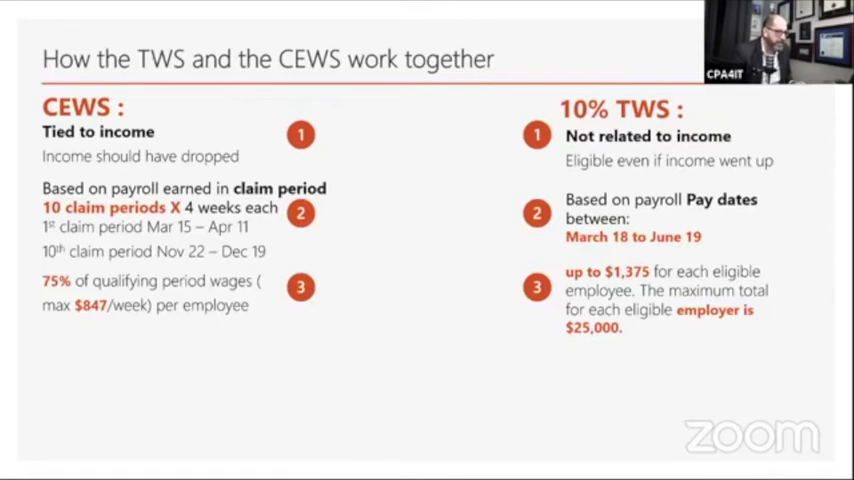 How the TWS and the CEWS work together
CPA4IT
CEWS :
Tied to income
Income should have dropped
1
Based on payroll earned in claim period
10 claim periods X 4 weeks each
2
1st claim period Mar 15 – Apr 11
10th claim period Nov 22 – Dec 19
75% of qualifying period wages (
3
max $847/week) per employee
10% TWS :
1
Not related to income
Eligible even if income went up
2
Based on payroll Pay dates
between:
March 18 to June 19
3
up to $1,375 for each eligible
employee. The maximum total
for each eligible employer is
$25,000.
zoom